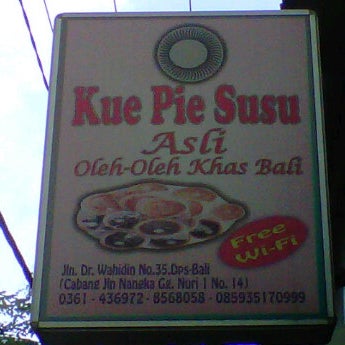 Kue Pie Susu
Asli
Oleh-Oleh Khas Bali
Free
Wi-Fi
Jln. Dr. Wahidin No.35.Dps-Bali
(Cabang Jln Nangka Gg. Nuri 1 No. 14)
0361 - 436972 - 8568058 - 085935170999